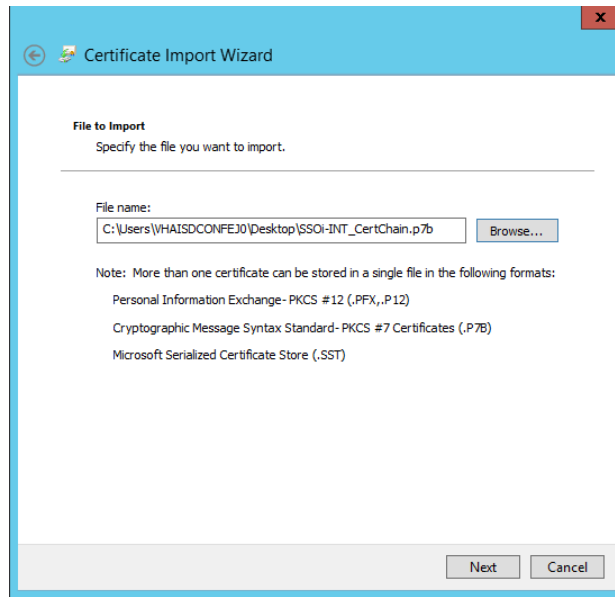 x
Certificate Import Wizard
File to Import
Specify the file you want to import.
File name:
C:\Users\VHAISDCONFEJ0\Desktop\SSOi-INT_CertChain.p7b
Browse...
Note:  More than one certificate can be stored in a single file in the following formats:
Personal Information Exchange- PKCS #12 (.PFX,.P12)
Cryptographic Message Syntax Standard- PKCS #7 Certificates (.P7B)
Microsoft Serialized Certificate Store (.SST)
Next
Cancel